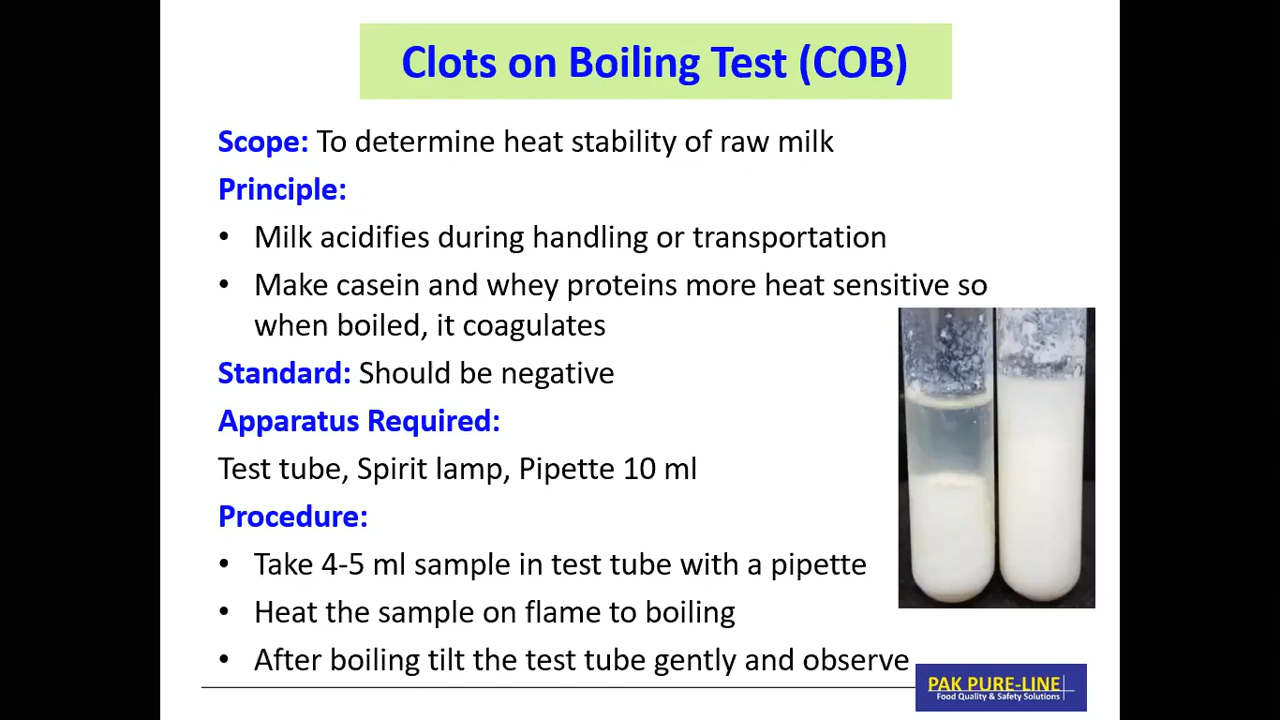 Clots on Boiling Test (COB)
Scope: To determine heat stability of raw milk
Principle:
• Milk acidifies during handling or transportation
• Make casein and whey proteins more heat sensitive so
when boiled, it coagulates
Standard: Should be negative
Apparatus Required:
Test tube, Spirit lamp, Pipette 10 ml
Procedure:
• Take 4-5 ml sample in test tube with a pipette
• Heat the sample on flame to boiling
• After boiling tilt the test tube gently and observe
PAK PURE-LINE
Food Quality & Safety Solutions